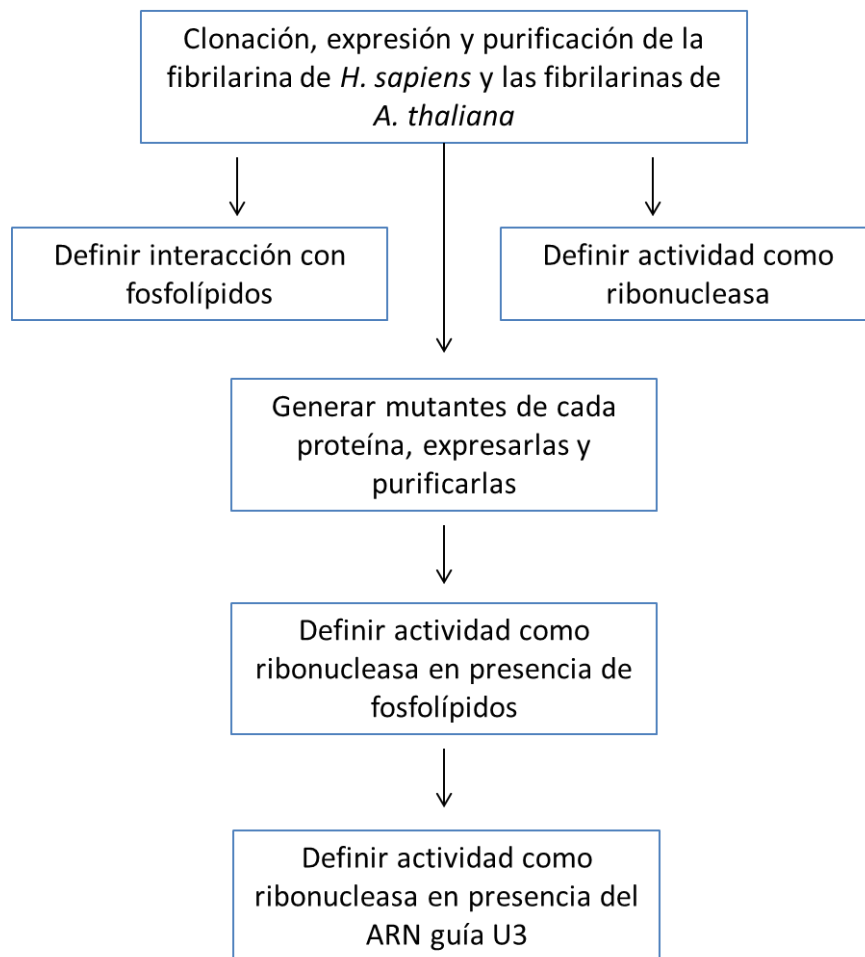 Clonación, expresión y purificación de la
fibrilarina de H. sapiens y las fibrilarinas de
A. thaliana
Definir interacción con
fosfolípidos
Definir actividad como
ribonucleasa
Generar mutantes de cada
proteína, expresarlas y
purificarlas
Definir actividad como
ribonucleasa en presencia de
fosfolípidos
Definir actividad como
ribonucleasa en presencia del
ARN guía U3